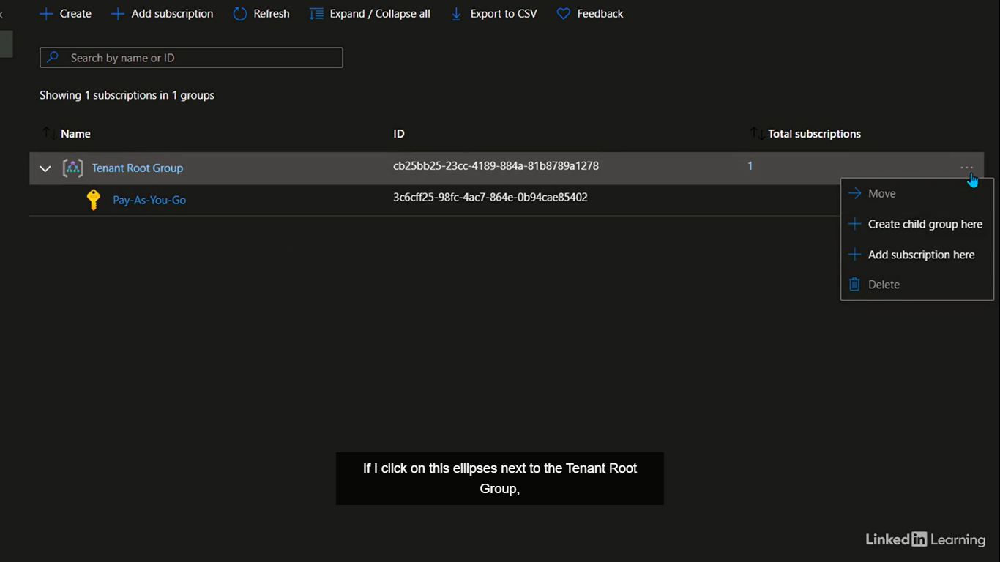 Create
Add subscription
Refresh
Expand / Collapse all
Export to CSV
Feedback
Search by name or ID
Showing 1 subscriptions in 1 groups
Name
ID
Total subscriptions
Tenant Root Group
cb25bb25-23cc-4189-884a-81b8789a1278
1
Pay-As-You-Go
3c6cff25-98fc-4ac7-864e-0b94cae85402
Move
Create child group here
Add subscription here
Delete
If I click on this ellipses next to the Tenant Root
Group,
Linked in Learning